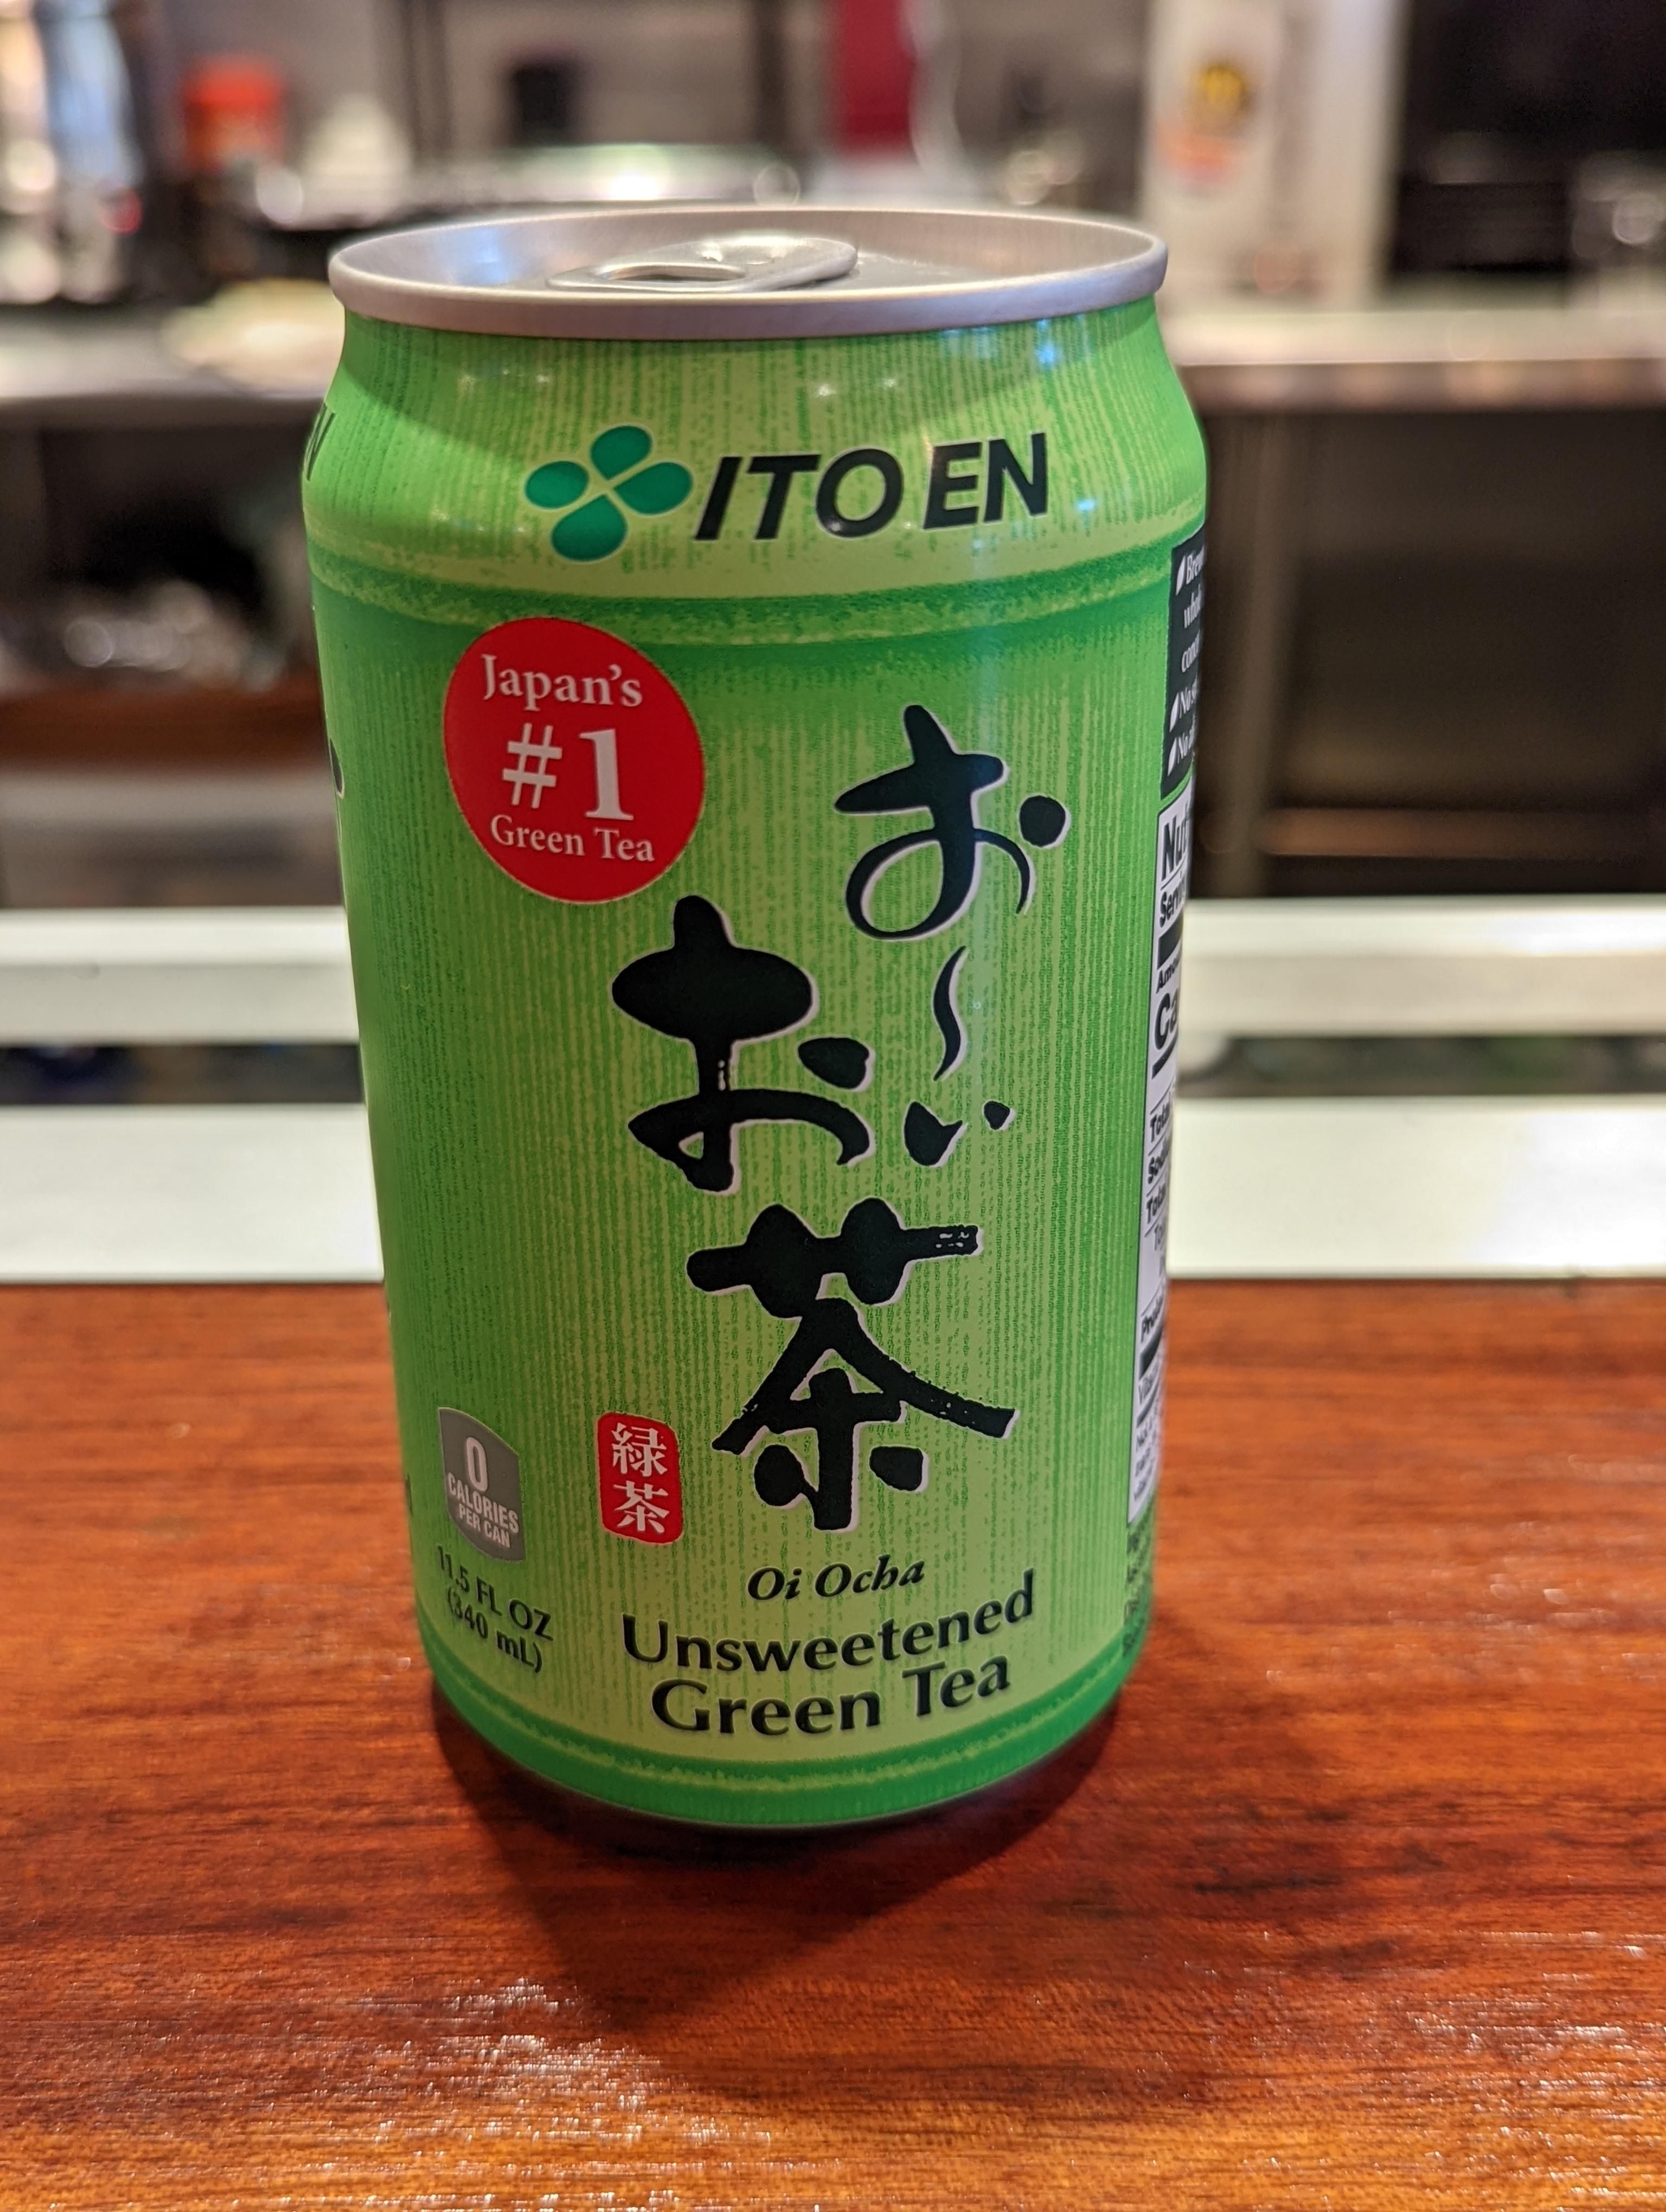 ITO EN
Japan's
#1
Green Tea
お〜い
お茶
緑茶
0
CALORIES
PER CAN
11.5 FL OZ
(340 mL)
Oi Ocha
Unsweetened
Green Tea